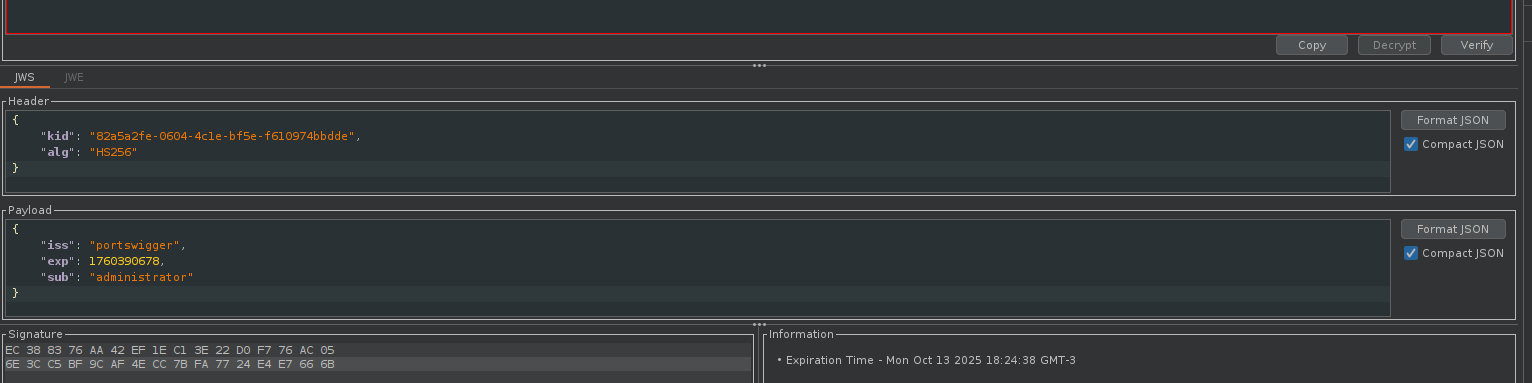 Copy Decrypt Verify
JWS JWE
Header
{
"kid": "82a5a2fe-0604-4c1e-bf5e-f610974bbdde",
"alg": "HS256"
}
Format JSON
Compact JSON
Payload
{
"iss": "portswigger",
"exp": 1760390678,
"sub": "administrator"
}
Format JSON
Compact JSON
Signature
EC 38 83 76 AA 42 EF 1E C1 3E 22 D0 F7 76 AC 05
6E 3C C5 BF 9C AF 4E CC 7B FA 77 24 E4 E7 66 6B
Information
• Expiration Time - Mon Oct 13 2025 18:24:38 GMT-3